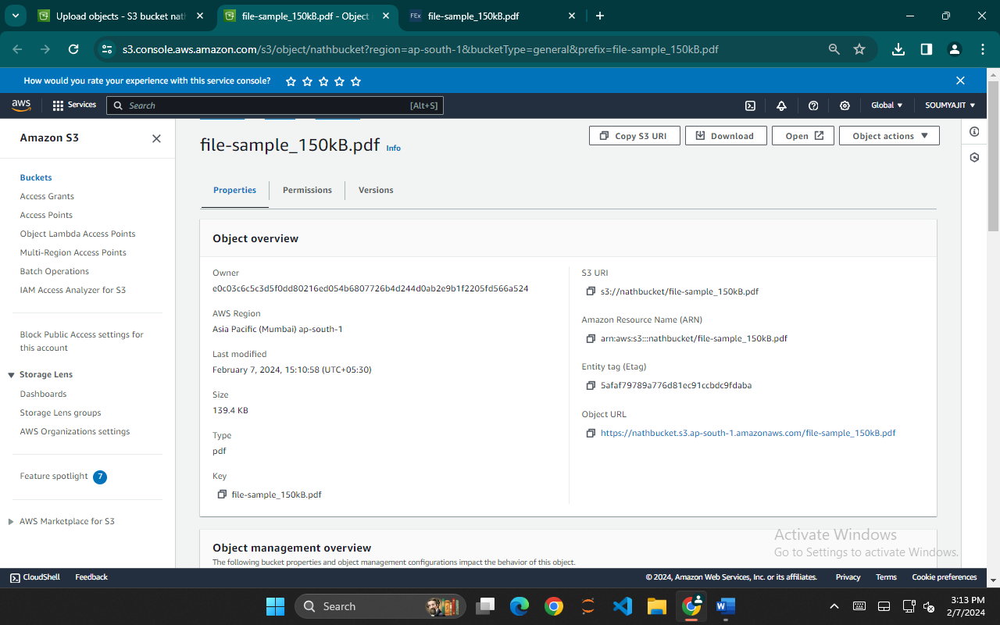 Upload objects - S3 bucket nath
file-sample_150kB.pdf - Object
FEx
file-sample_150kB.pdf
s3.console.aws.amazon.com/s3/object/nathbucket?region=ap-south-1&bucketType=general&prefix=file-sample_150kB.pdf
How would you rate your experience with this service console?
aws
Services
Search
[Alt+S]
Global
SOUMYAJIT
Amazon S3
Buckets
Access Grants
Access Points
Object Lambda Access Points
Multi-Region Access Points
Batch Operations
IAM Access Analyzer for S3
Block Public Access settings for
this account
Storage Lens
Dashboards
Storage Lens groups
AWS Organizations settings
Feature spotlight 7
AWS Marketplace for S3
file-sample_150kB.pdf Info
Copy S3 URI
Download
Open
Object actions
Properties
Permissions
Versions
Object overview
Owner
e0c03c6c5c3d5f0dd80216ed054b6807726b4d244d0ab2e9b1f2205fd566a524
AWS Region
Asia Pacific (Mumbai) ap-south-1
Last modified
February 7, 2024, 15:10:58 (UTC+05:30)
Size
139.4 KB
Type
pdf
Key
file-sample_150kB.pdf
S3 URI
s3://nathbucket/file-sample_150kB.pdf
Amazon Resource Name (ARN)
arn:aws:s3:::nathbucket/file-sample_150kB.pdf
Entity tag (Etag)
5afaf79789a776d81ec91ccbdc9fdaba
Object URL
https://nathbucket.s3.ap-south-1.amazonaws.com/file-sample_150kB.pdf
Object management overview
The following bucket properties and object management configurations impact the behavior of this object.
Activate Windows
Go to Settings to activate Windows.
CloudShell
Feedback
© 2024, Amazon Web Services, Inc. or its affiliates.
Privacy
Terms
Cookie preferences
Search
3:13 PM
2/7/2024